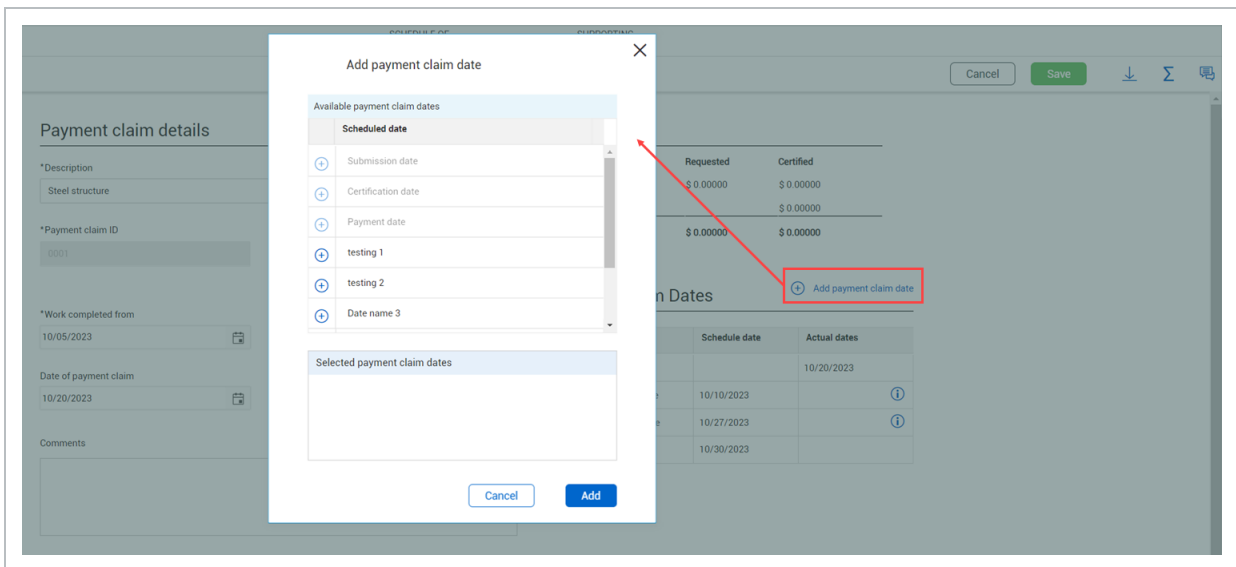 Cancel
Save
Payment claim details
*Description
Steel structure
*Payment claim ID
0001
*Work completed from
10/05/2023
Date of payment claim
10/20/2023
Comments
Add payment claim date
Available payment claim dates
Scheduled date
Submission date
Certification date
Payment date
testing 1
testing 2
Date name 3
Selected payment claim dates
Cancel
Add
Requested Certified
$ 0.00000 $ 0.00000
$ 0.00000
$ 0.00000 $ 0.00000
Dates
Add payment claim date
Schedule date Actual dates
10/20/2023
10/10/2023
10/27/2023
10/30/2023